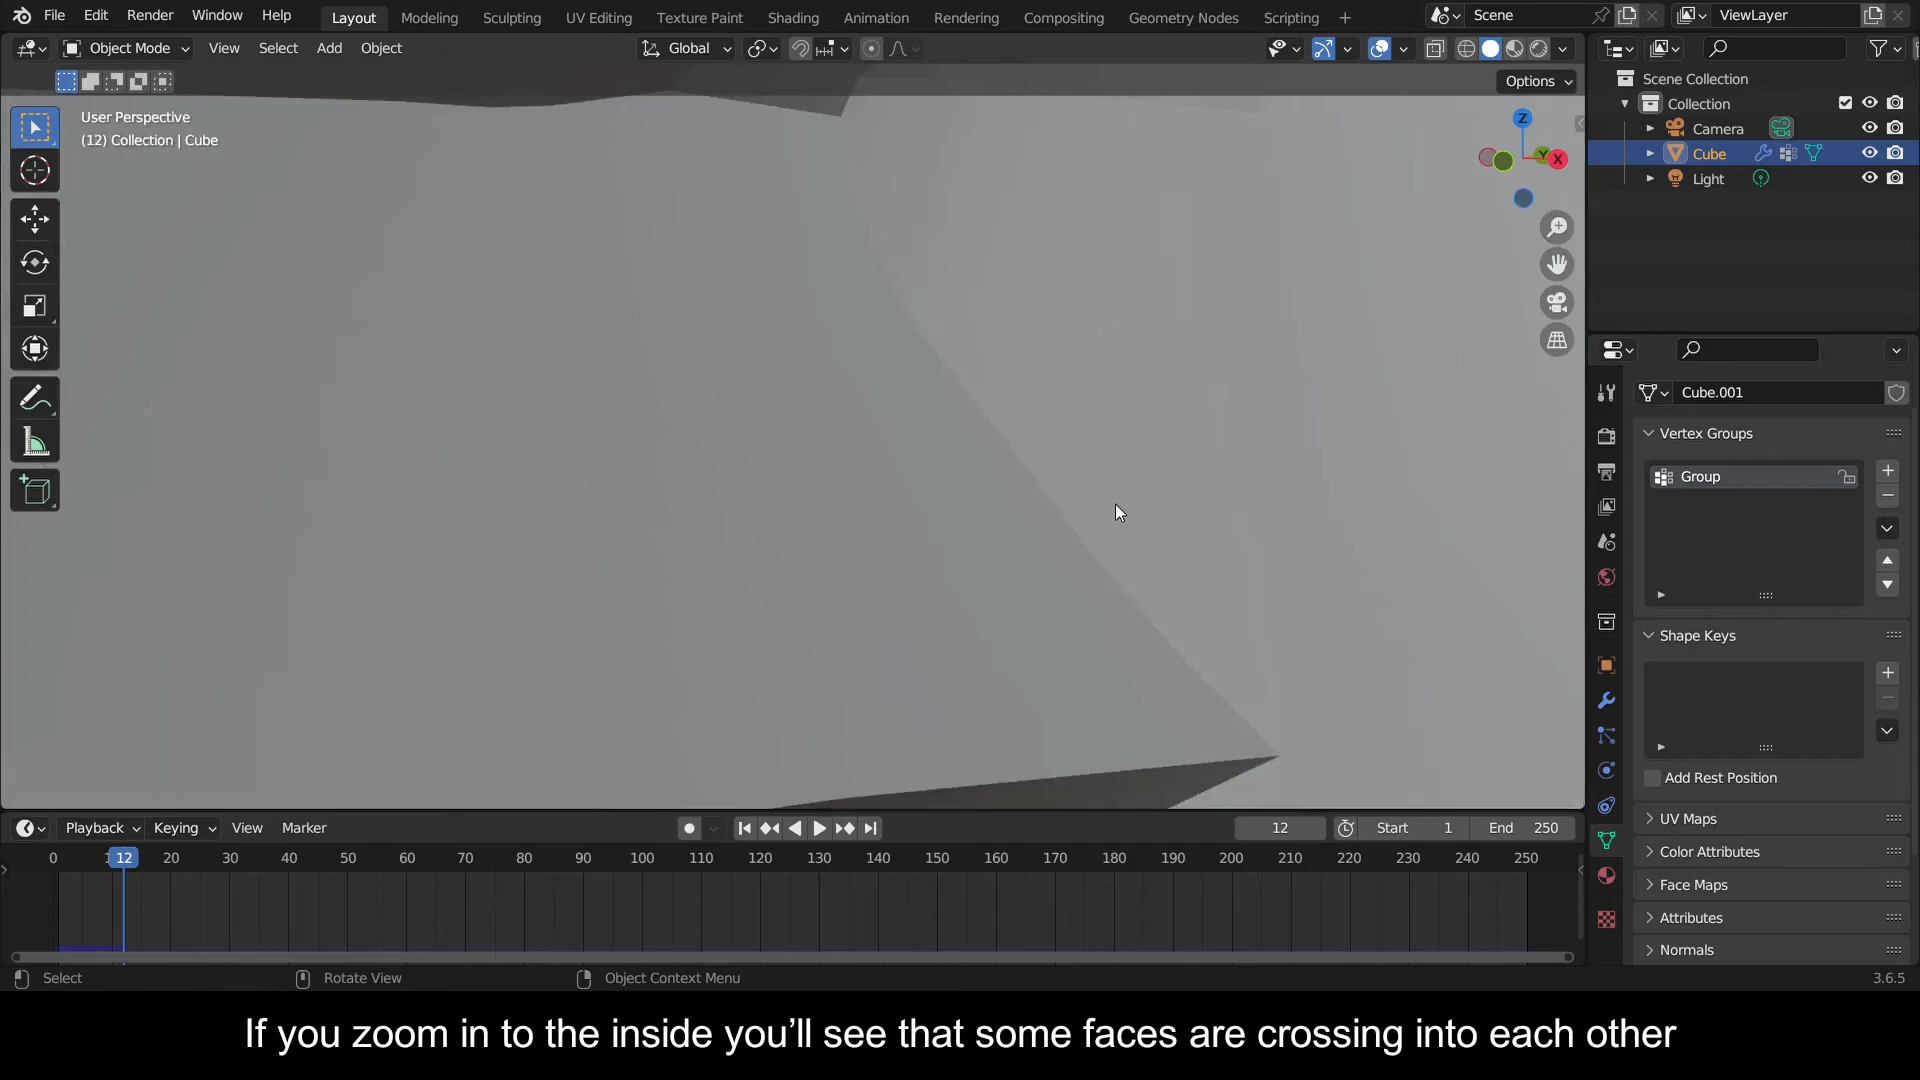 File Edit Render Window Help Layout Modeling Sculpting UV Editing Texture Paint Shading Animation Rendering Compositing Geometry Nodes Scripting + Scene ViewLayer
Object Mode View Select Add Object Global
Options
User Perspective
(12) Collection | Cube
Z
Y
X
Scene Collection
Collection
Camera
Cube
Light
Cube.001
Vertex Groups
Group
Shape Keys
Add Rest Position
UV Maps
Color Attributes
Face Maps
Attributes
Normals
Playback Keying View Marker 12 Start 1 End 250
0 12 20 30 40 50 60 70 80 90 100 110 120 130 140 150 160 170 180 190 200 210 220 230 240 250
Select Rotate View Object Context Menu 3.6.5
If you zoom in to the inside you’ll see that some faces are crossing into each other